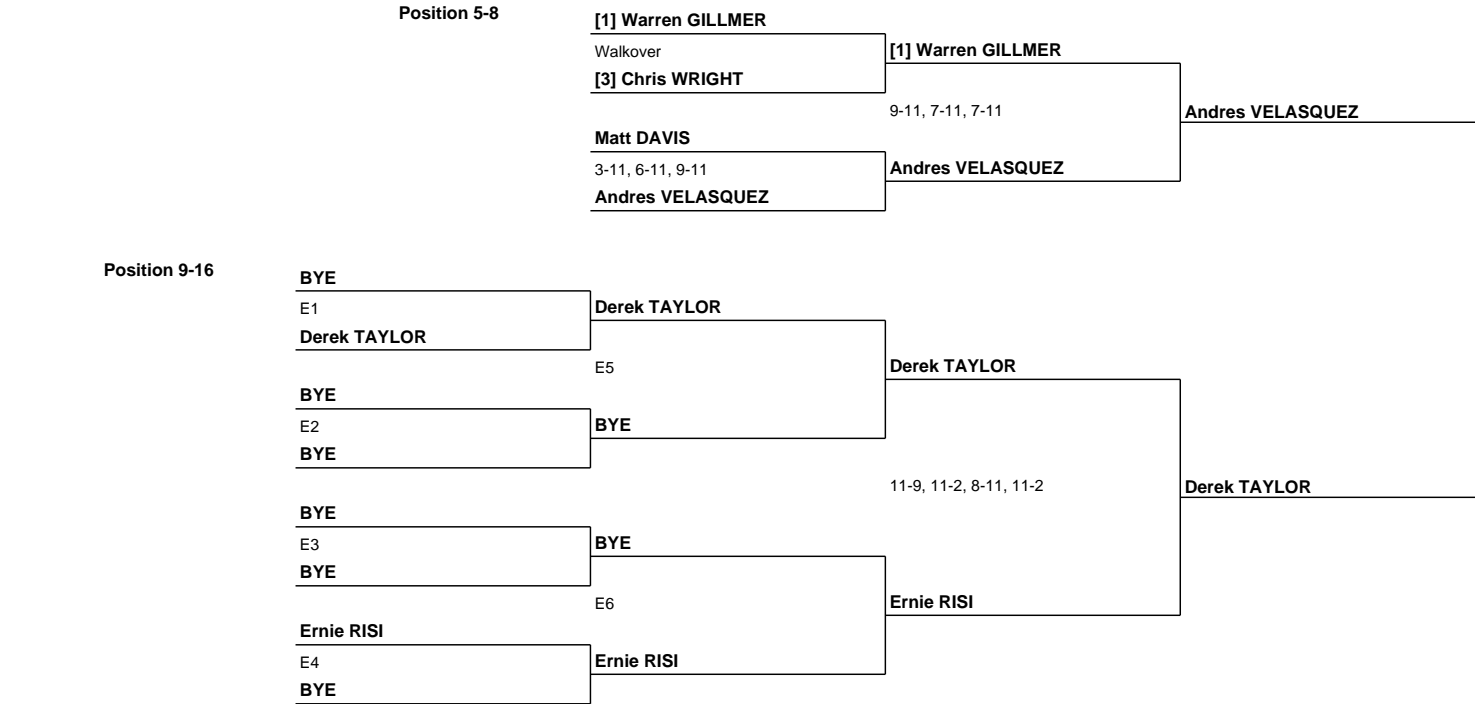 Position 5-8
[1] Warren GILLMER
Walkover
[1] Warren GILLMER
[3] Chris WRIGHT
9-11, 7-11, 7-11
Andres VELASQUEZ
Matt DAVIS
3-11, 6-11, 9-11
Andres VELASQUEZ
Andres VELASQUEZ
Position 9-16
BYE
E1
Derek TAYLOR
Derek TAYLOR
E5
Derek TAYLOR
BYE
E2
BYE
BYE
11-9, 11-2, 8-11, 11-2
Derek TAYLOR
BYE
E3
BYE
BYE
E6
Ernie RISI
Ernie RISI
E4
Ernie RISI
BYE